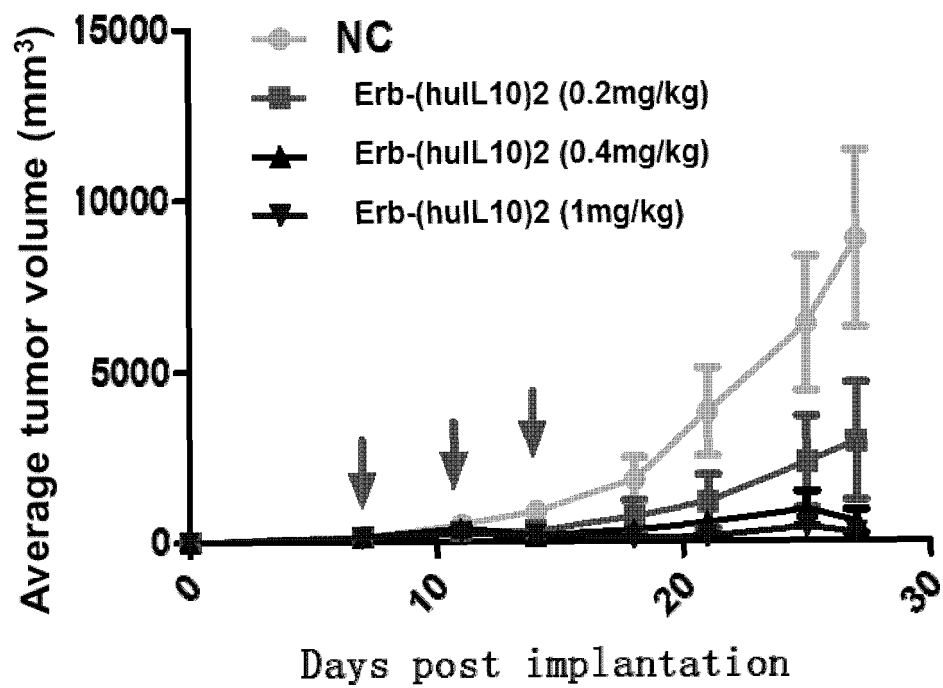 Average tumor volume (mm³)
15000
10000
5000
0
NC
Erb-(huIL10)2 (0.2mg/kg)
Erb-(huIL10)2 (0.4mg/kg)
Erb-(huIL10)2 (1mg/kg)
0
10
20
30
Days post implantation